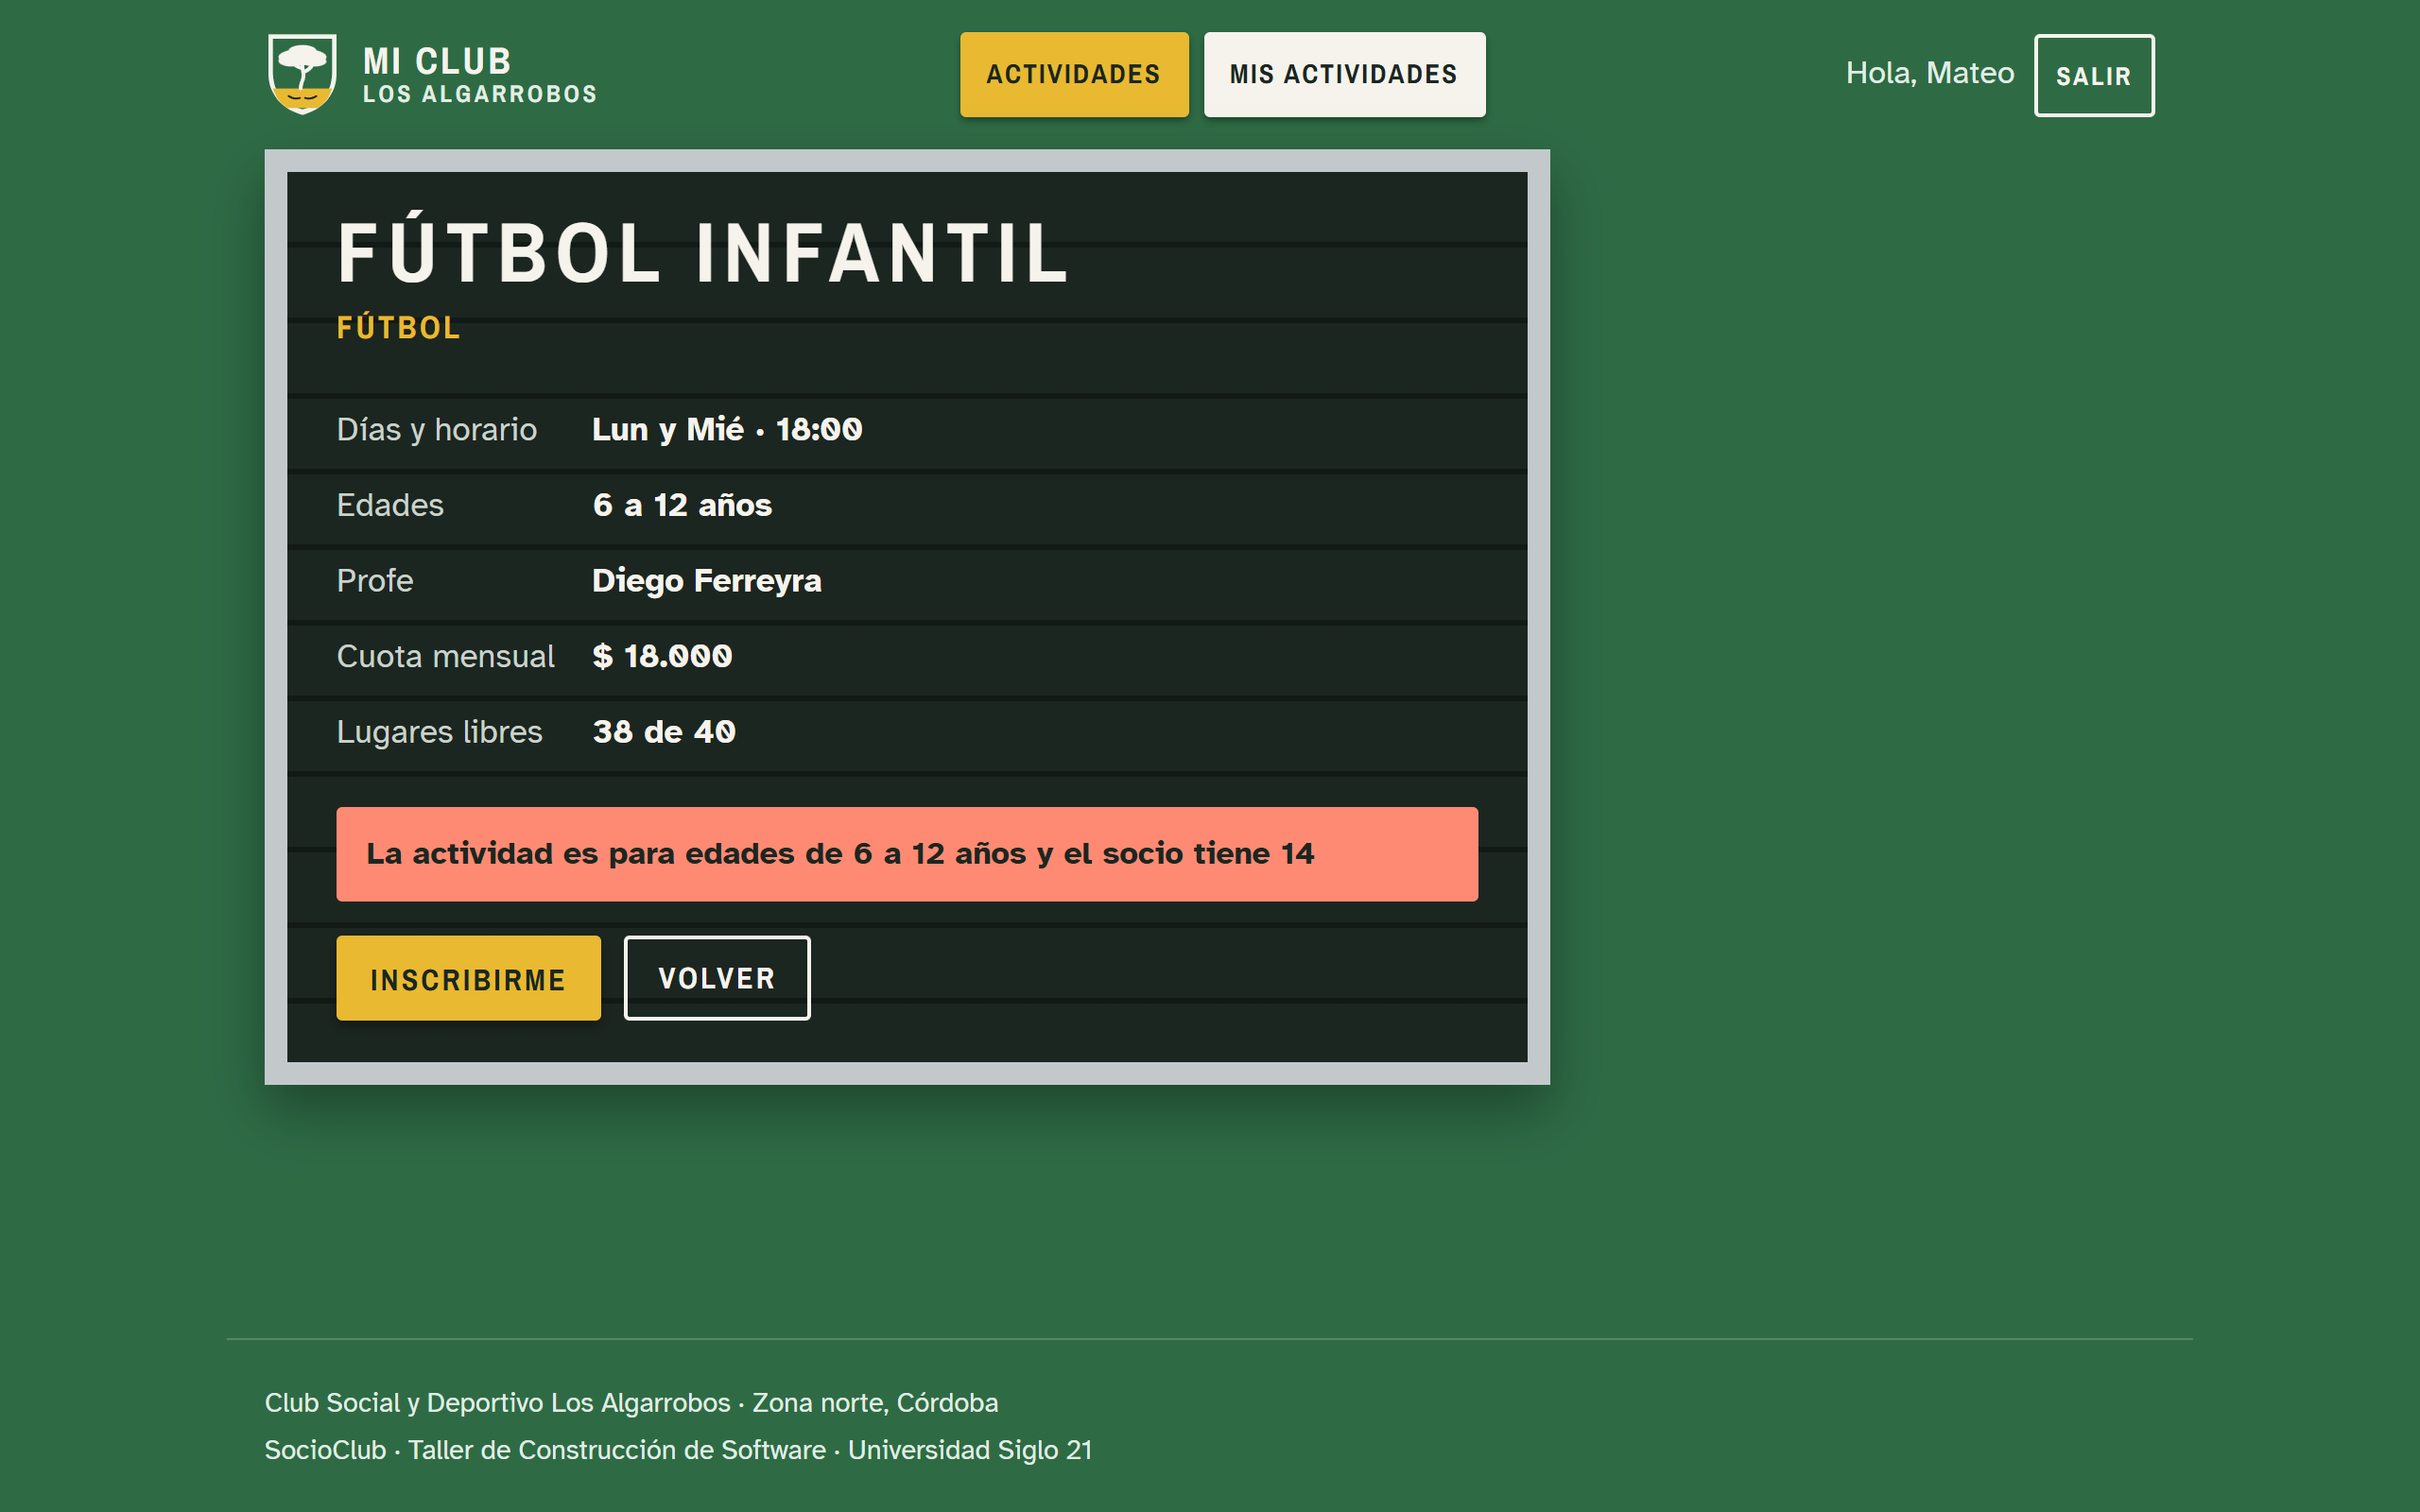 MI CLUB
LOS ALGARROBOS
ACTIVIDADES
MIS ACTIVIDADES
Hola, Mateo
SALIR
FÚTBOL INFANTIL
FÚTBOL
Días y horario Lun y Mié · 18:00
Edades 6 a 12 años
Profe Diego Ferreyra
Cuota mensual $ 18.000
Lugares libres 38 de 40
La actividad es para edades de 6 a 12 años y el socio tiene 14
INSCRIBIRME
VOLVER
Club Social y Deportivo Los Algarrobos · Zona norte, Córdoba
SocioClub · Taller de Construcción de Software · Universidad Siglo 21